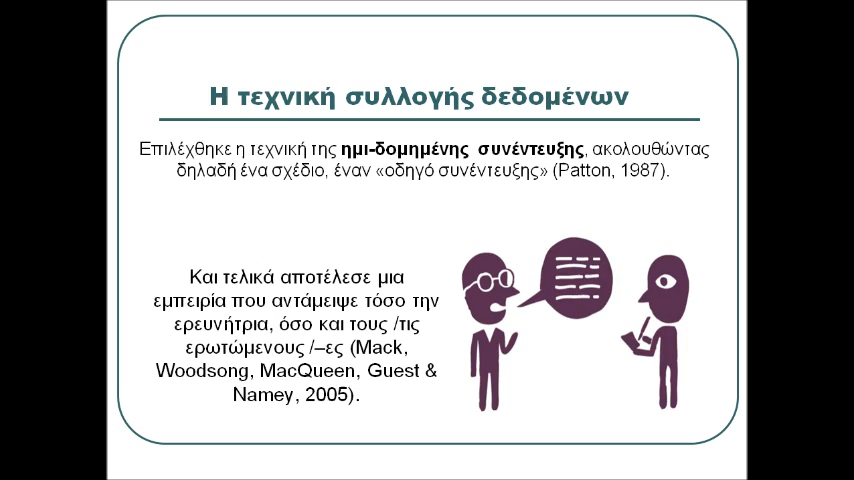 Η τεχνική συλλογής δεδομένων
Επιλέχθηκε η τεχνική της ημι-δομημένης συνέντευξης, ακολουθώντας
δηλαδή ένα σχέδιο, έναν «οδηγό συνέντευξης» (Patton, 1987).
Και τελικά αποτέλεσε μια
εμπειρία που αντάμειψε τόσο την
ερευνήτρια, όσο και τους /τις
ερωτώμενους /–ες (Mack,
Woodsong, MacQueen, Guest &
Namey, 2005).